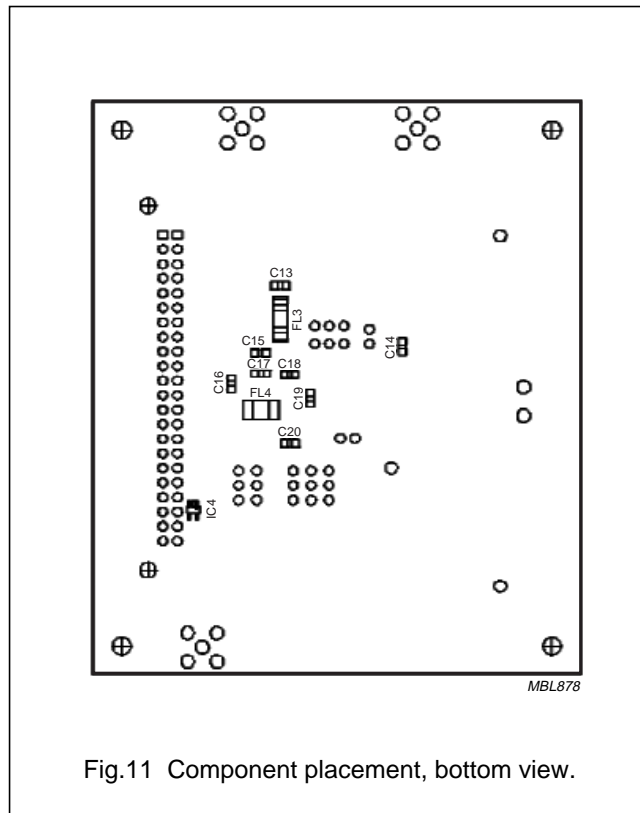 C13
FL3
C15
C14
C17
C18
C16
FL4
C19
C20
IC4
MBL878
Fig.11 Component placement, bottom view.